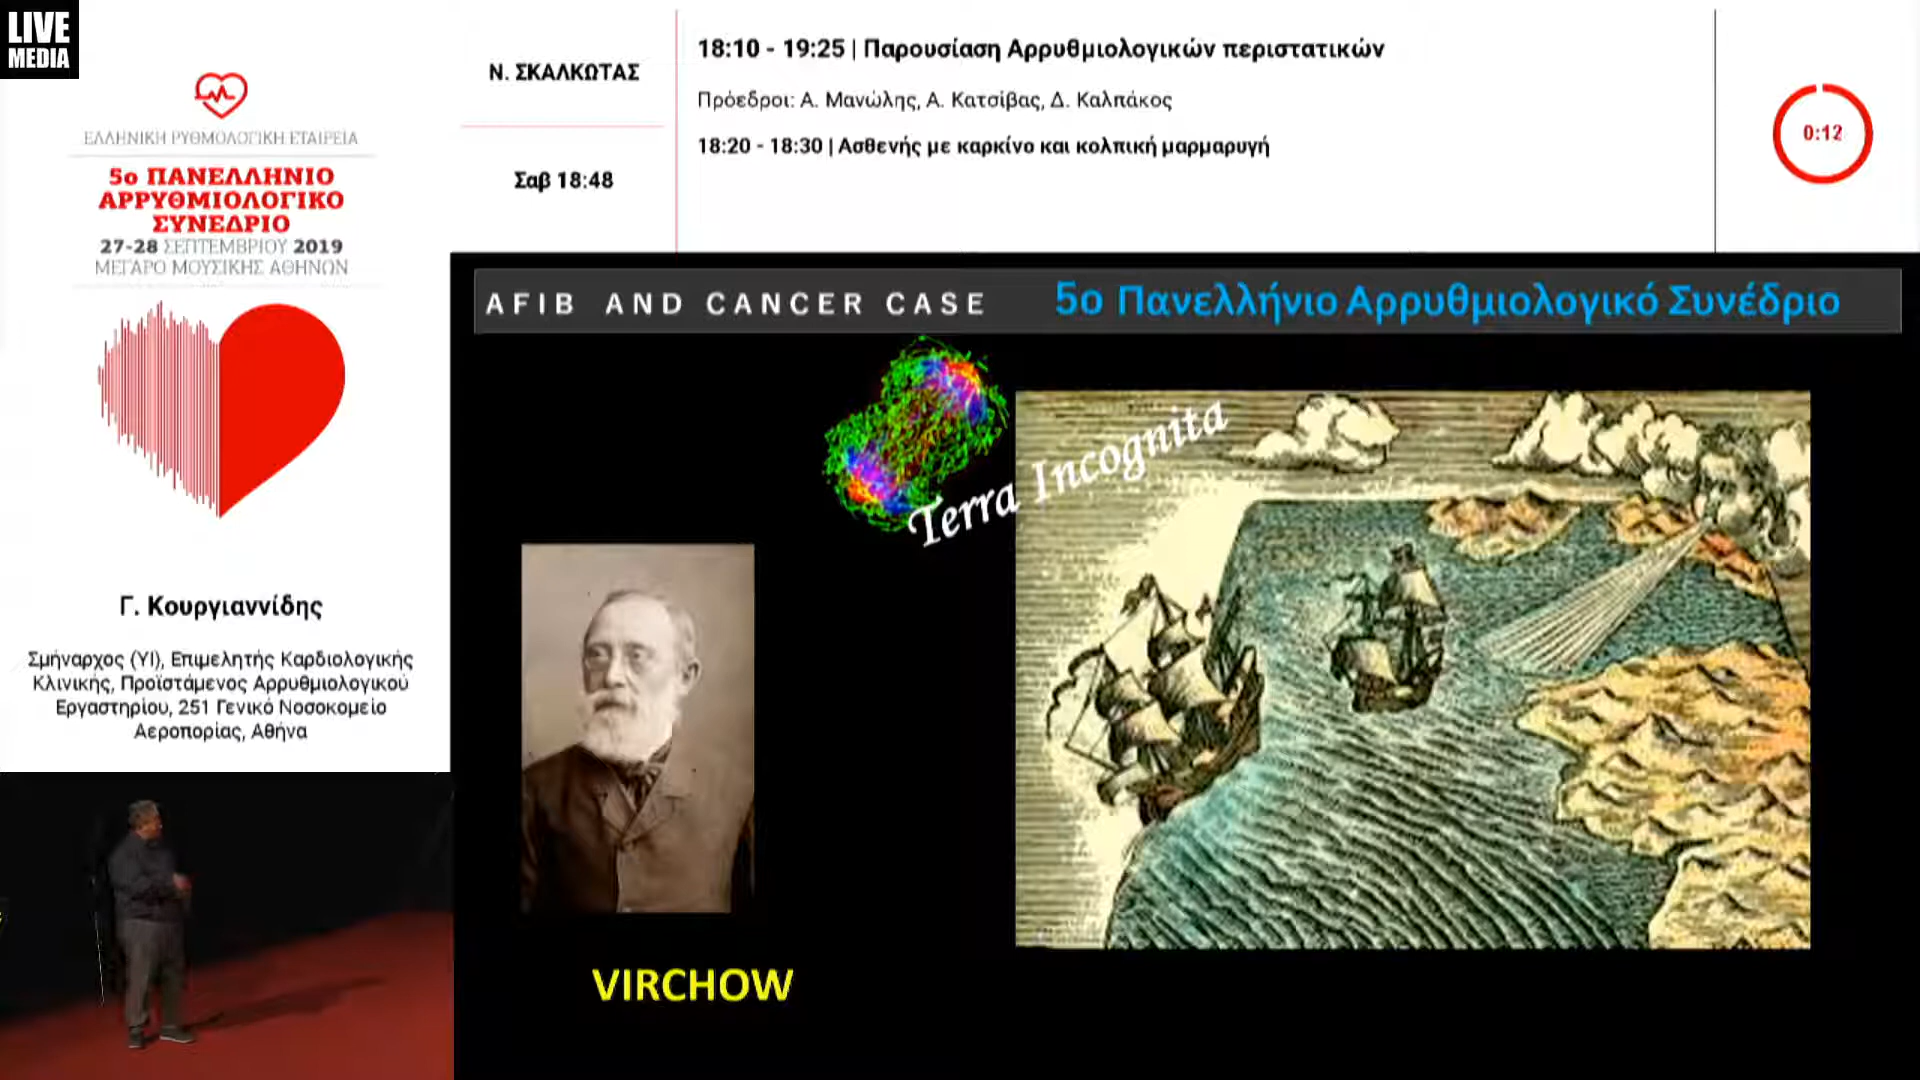 LIVE
MEDIA
ΕΛΛΗΝΙΚΗ ΡΥΘΜΟΛΟΓΙΚΗ ΕΤΑΙΡΕΙΑ
5ο ΠΑΝΕΛΛΗΝΙΟ
ΑΡΡΥΘΜΙΟΛΟΓΙΚΟ
ΣΥΝΕΔΡΙΟ
27-28 ΣΕΠΤΕΜΒΡΙΟΥ 2019
ΜΕΓΑΡΟ ΜΟΥΣΙΚΗΣ ΑΘΗΝΩΝ
Γ. Κουργιαννίδης
Σμήναρχος (ΥΙ), Επιμελητής Καρδιολογικής
Κλινικής, Προϊστάμενος Αρρυθμιολογικού
Εργαστηρίου, 251 Γενικό Νοσοκομείο
Αεροπορίας, Αθήνα
Ν. ΣΚΑΛΚΩΤΑΣ
Σαβ 18:48
18:10 - 19:25 | Παρουσίαση Αρρυθμιολογικών περιστατικών
Πρόεδροι: Α. Μανώλης, Α. Κατσίβας, Δ. Καλπάκος
18:20 - 18:30 | Ασθενής με καρκίνο και κολπική μαρμαρυγή
0:12
AFIB AND CANCER CASE
5ο Πανελλήνιο Αρρυθμιολογικό Συνέδριο
Terra Incognita
VIRCHOW